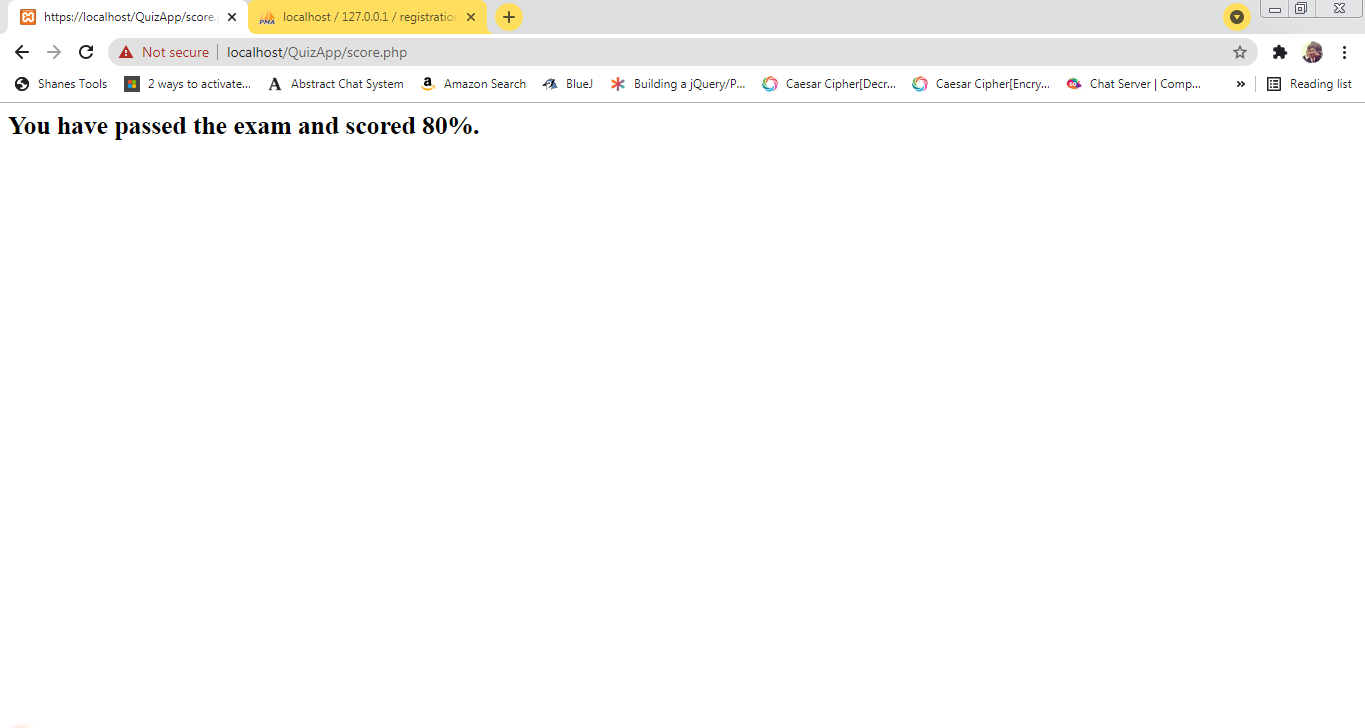 https://localhost/QuizApp/score.
PMA localhost / 127.0.0.1 / registration
Not secure localhost/QuizApp/score.php
Shanes Tools 2 ways to activate... Abstract Chat System Amazon Search BlueJ Building a jQuery/P... Caesar Cipher[Decr... Caesar Cipher[Encry... Chat Server | Comp... » Reading list
You have passed the exam and scored 80%.